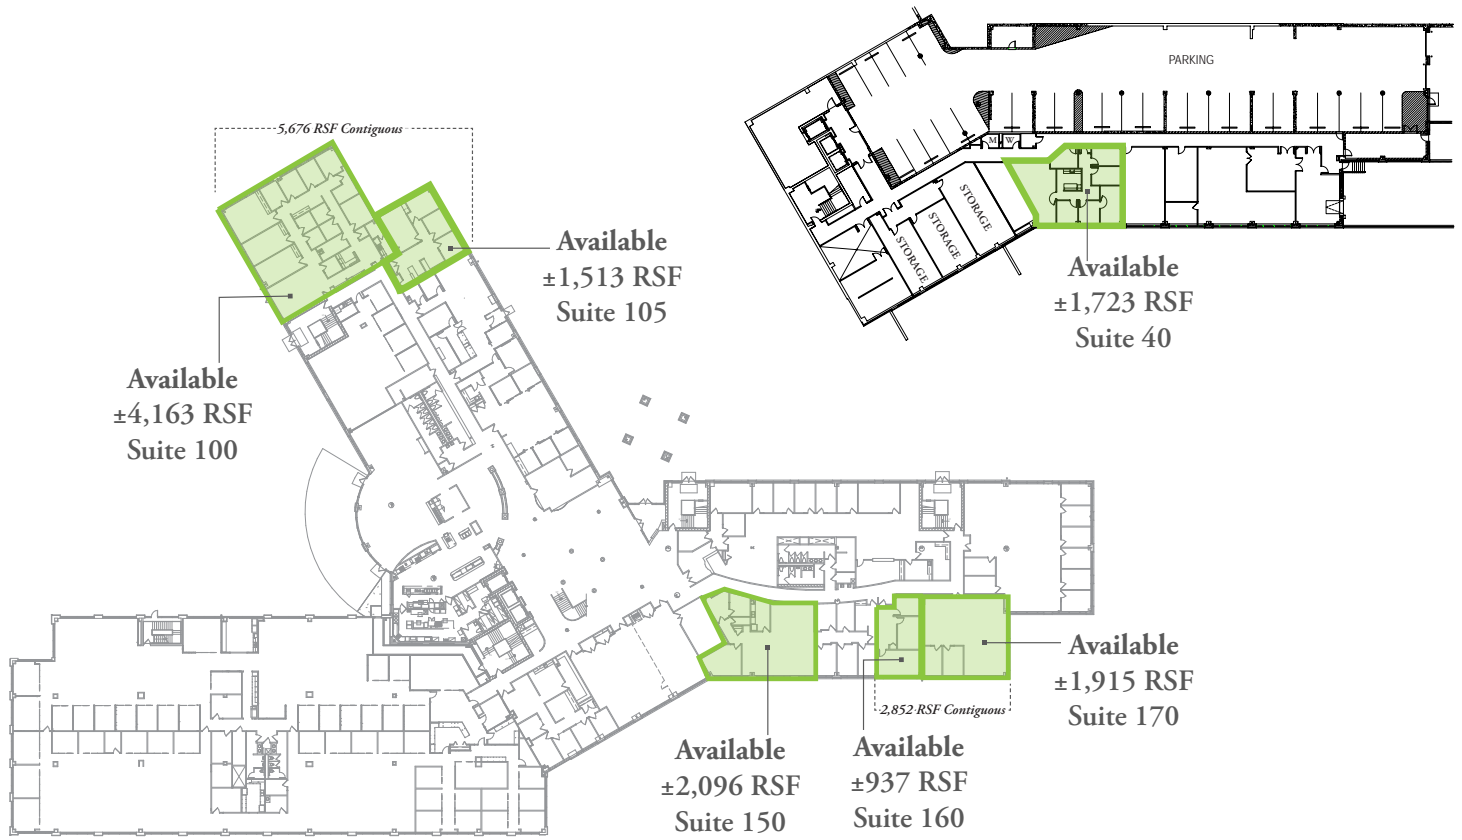 PARKING
M W
STORAGE
STORAGE
STORAGE
Available
±1,723 RSF
Suite 40
5,676 RSF Contiguous
Available
±1,513 RSF
Suite 105
Available
±4,163 RSF
Suite 100
Available
±1,915 RSF
Suite 170
2,852 RSF Contiguous
Available
±2,096 RSF
Suite 150
Available
±937 RSF
Suite 160